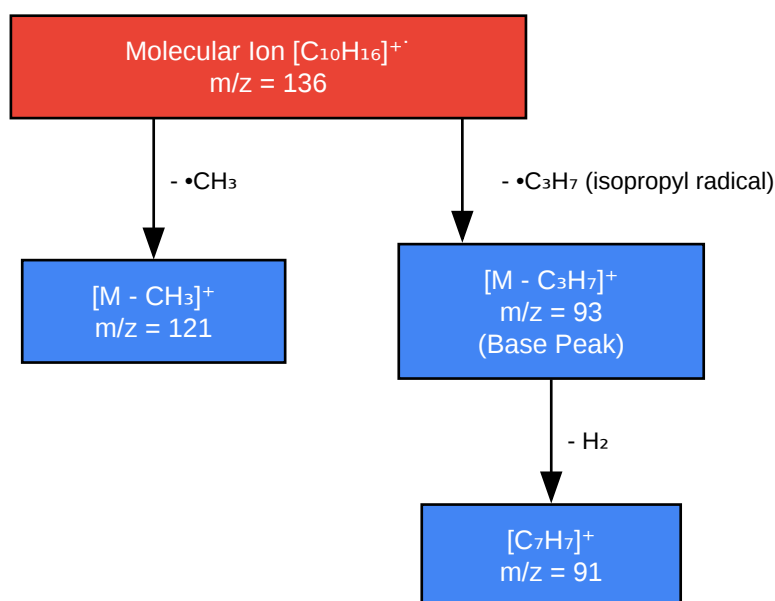 Molecular Ion [C₁₀H₁₆]⁺˙
m/z = 136
- •CH₃
- •C₃H₇ (isopropyl radical)
[M - CH₃]⁺
m/z = 121
[M - C₃H₇]⁺
m/z = 93
(Base Peak)
- H₂
[C₇H₇]⁺
m/z = 91